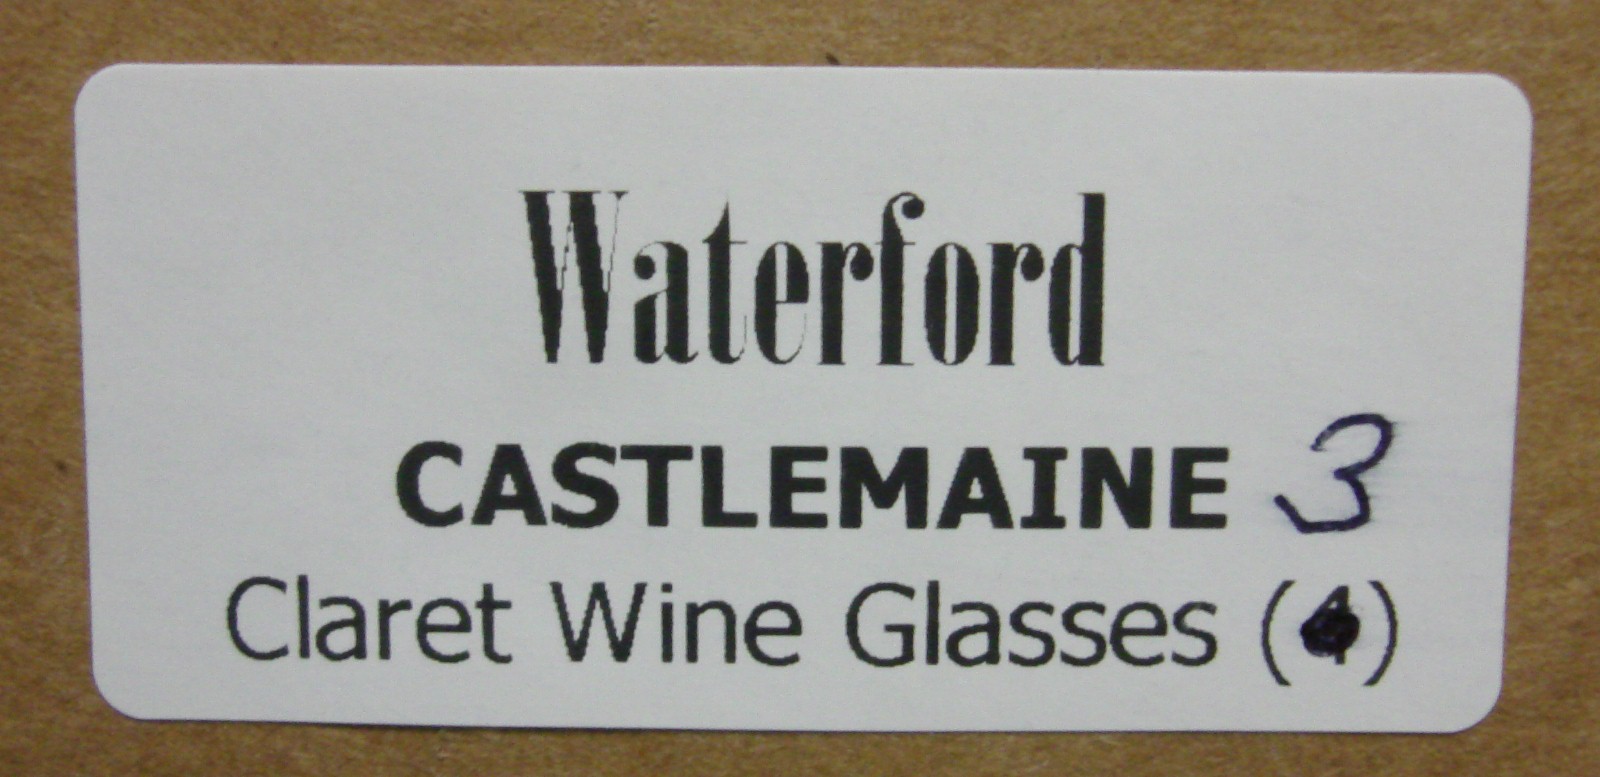 Waterford
CASTLEMAINE 3
Claret Wine Glasses (4)